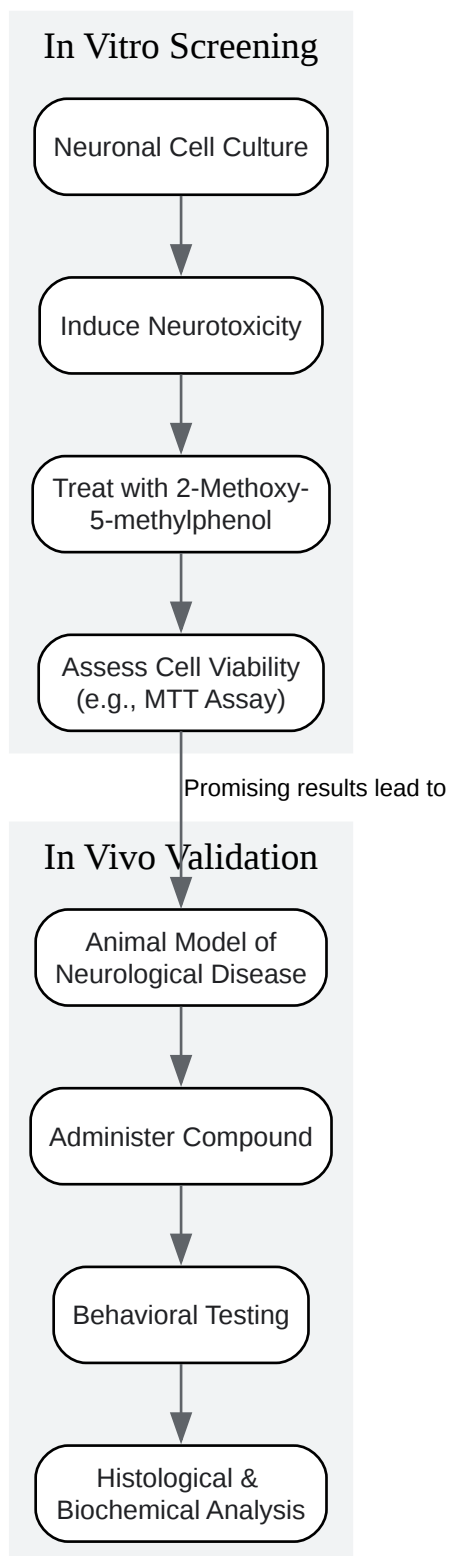 In Vitro Screening
Neuronal Cell Culture
Induce Neurotoxicity
Treat with 2-Methoxy-
5-methylphenol
Assess Cell Viability
(e.g., MTT Assay)
Promising results lead to
In Vivo Validation
Animal Model of
Neurological Disease
Administer Compound
Behavioral Testing
Histological &
Biochemical Analysis